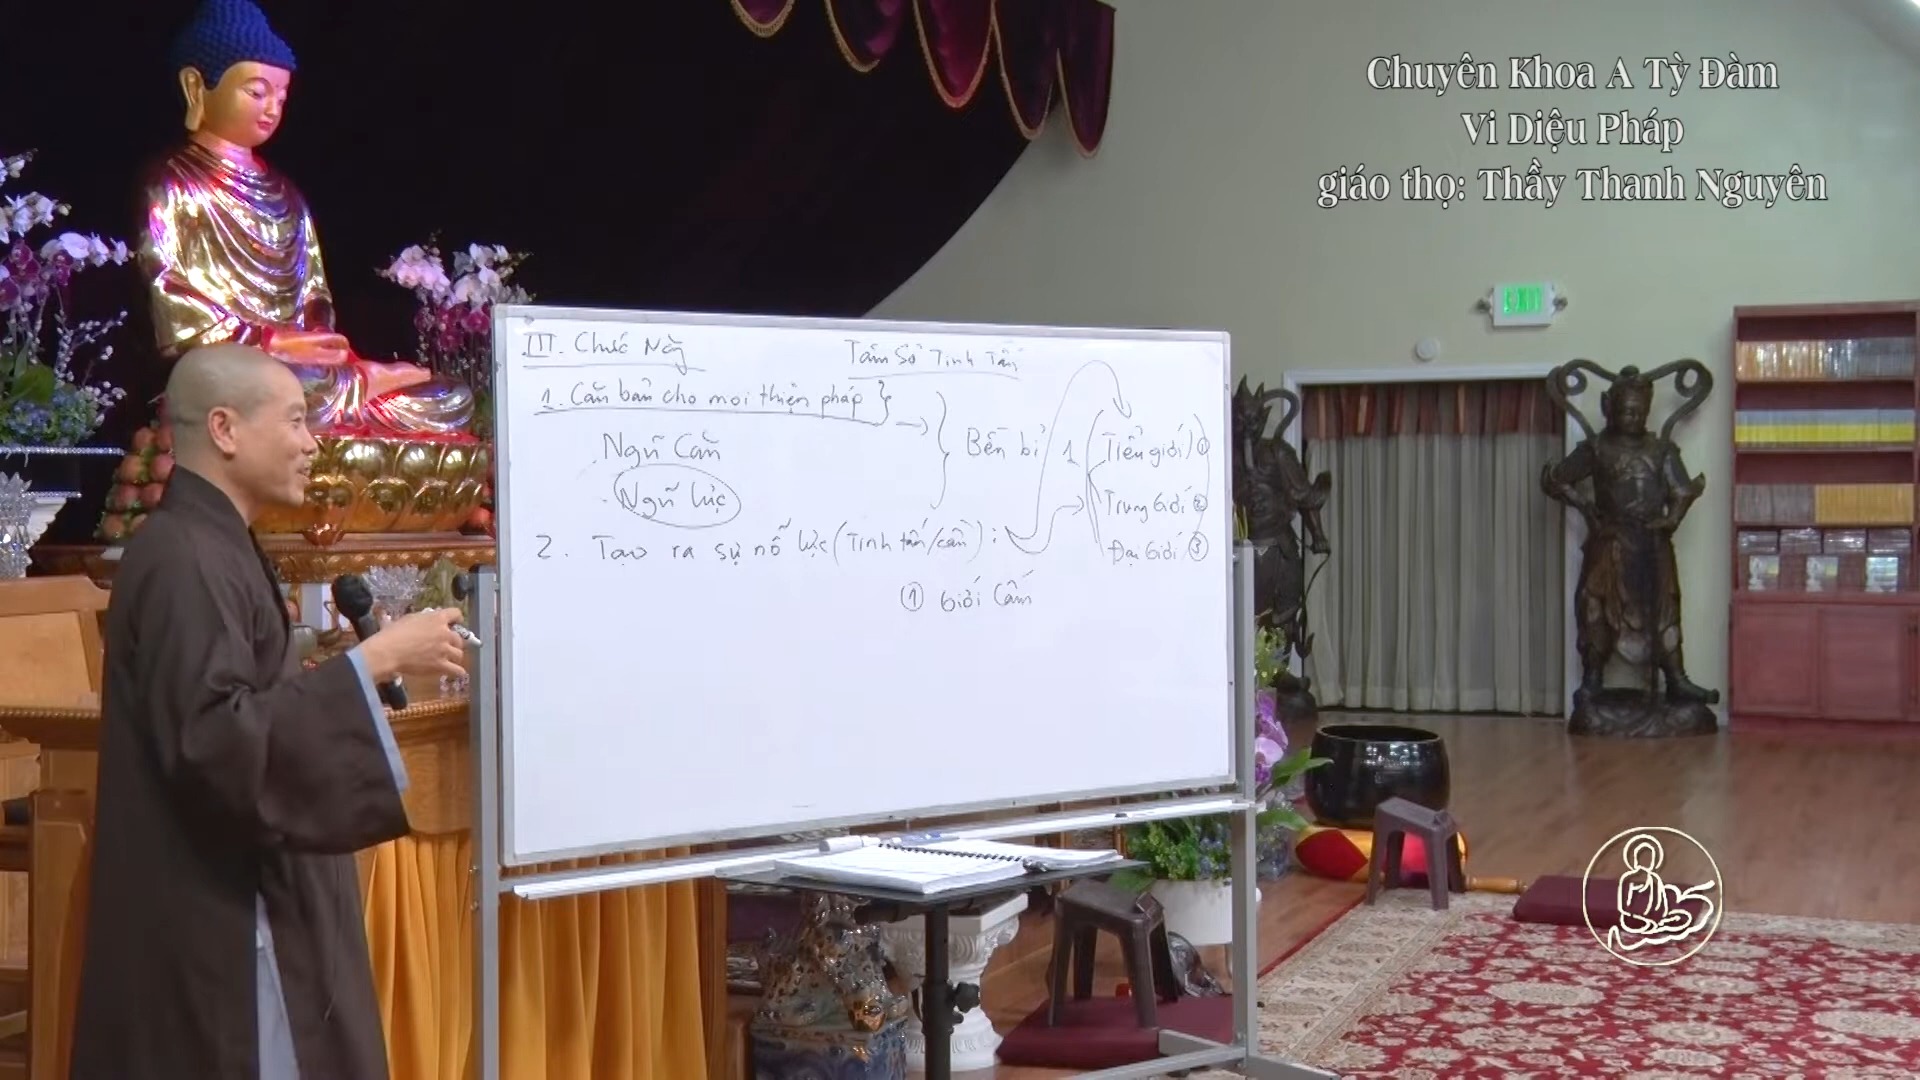 Chuyên Khoa A Tỳ Đàm
Vi Diệu Pháp
giáo thọ: Thầy Thanh Nguyên
EXIT
III. Chức Năng
Tâm Sở Tinh Tấn
1. Căn bản cho mọi thiện pháp
Ngũ Căn
Ngũ Lực
Bền bỉ
1
Tiểu giới 1
Trung Giới 2
Đại Giới 3
2. Tạo ra sự nỗ lực (Tinh tấn/cần):
1 Giới Cấm